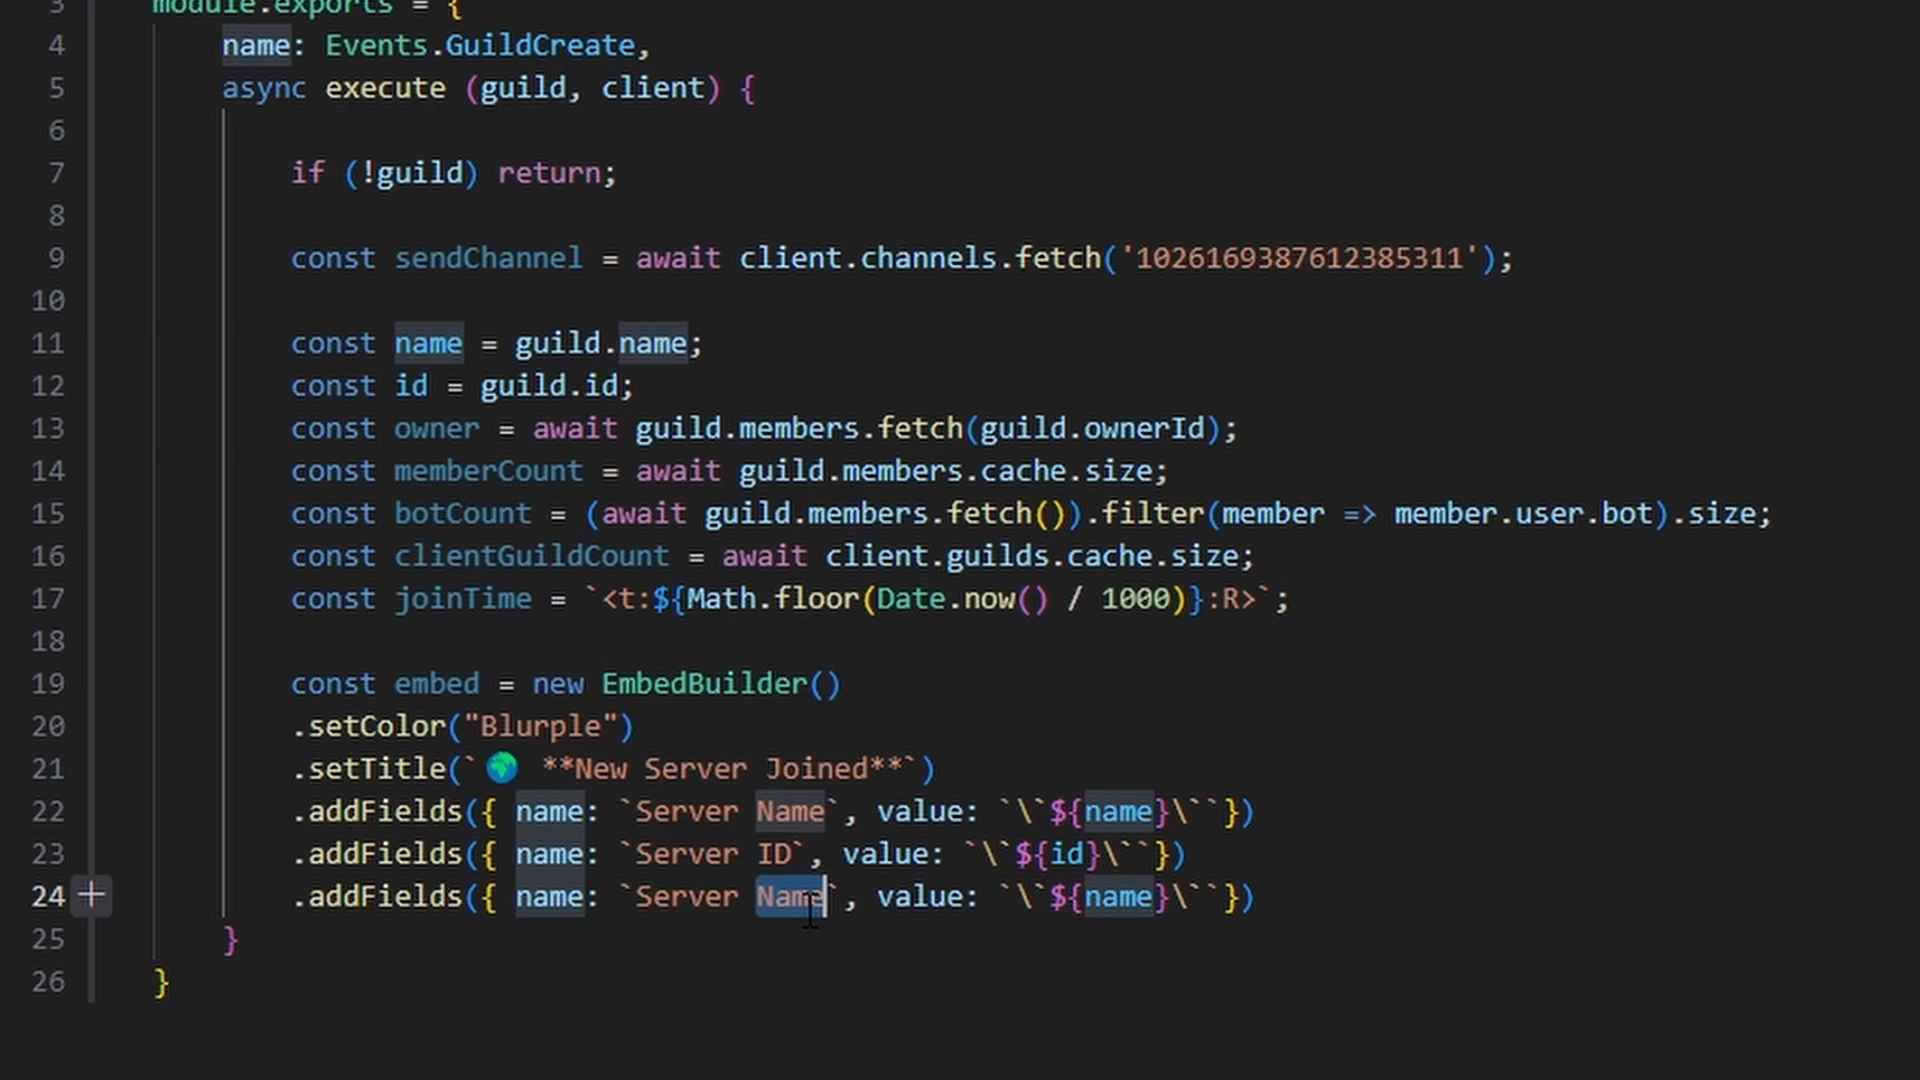 3 module.exports = {
4 name: Events.GuildCreate,
5 async execute (guild, client) {
6
7 if (!guild) return;
8
9 const sendChannel = await client.channels.fetch('1026169387612385311');
10
11 const name = guild.name;
12 const id = guild.id;
13 const owner = await guild.members.fetch(guild.ownerId);
14 const memberCount = await guild.members.cache.size;
15 const botCount = (await guild.members.fetch()).filter(member => member.user.bot).size;
16 const clientGuildCount = await client.guilds.cache.size;
17 const joinTime = `<t:${Math.floor(Date.now() / 1000)}:R>`;
18
19 const embed = new EmbedBuilder()
20 .setColor("Blurple")
21 .setTitle(`🌍 **New Server Joined**`)
22 .addFields({ name: `Server Name`, value: `\`${name}\``})
23 .addFields({ name: `Server ID`, value: `\`${id}\``})
24 .addFields({ name: `Server Name`, value: `\`${name}\``})
25 }
26 }